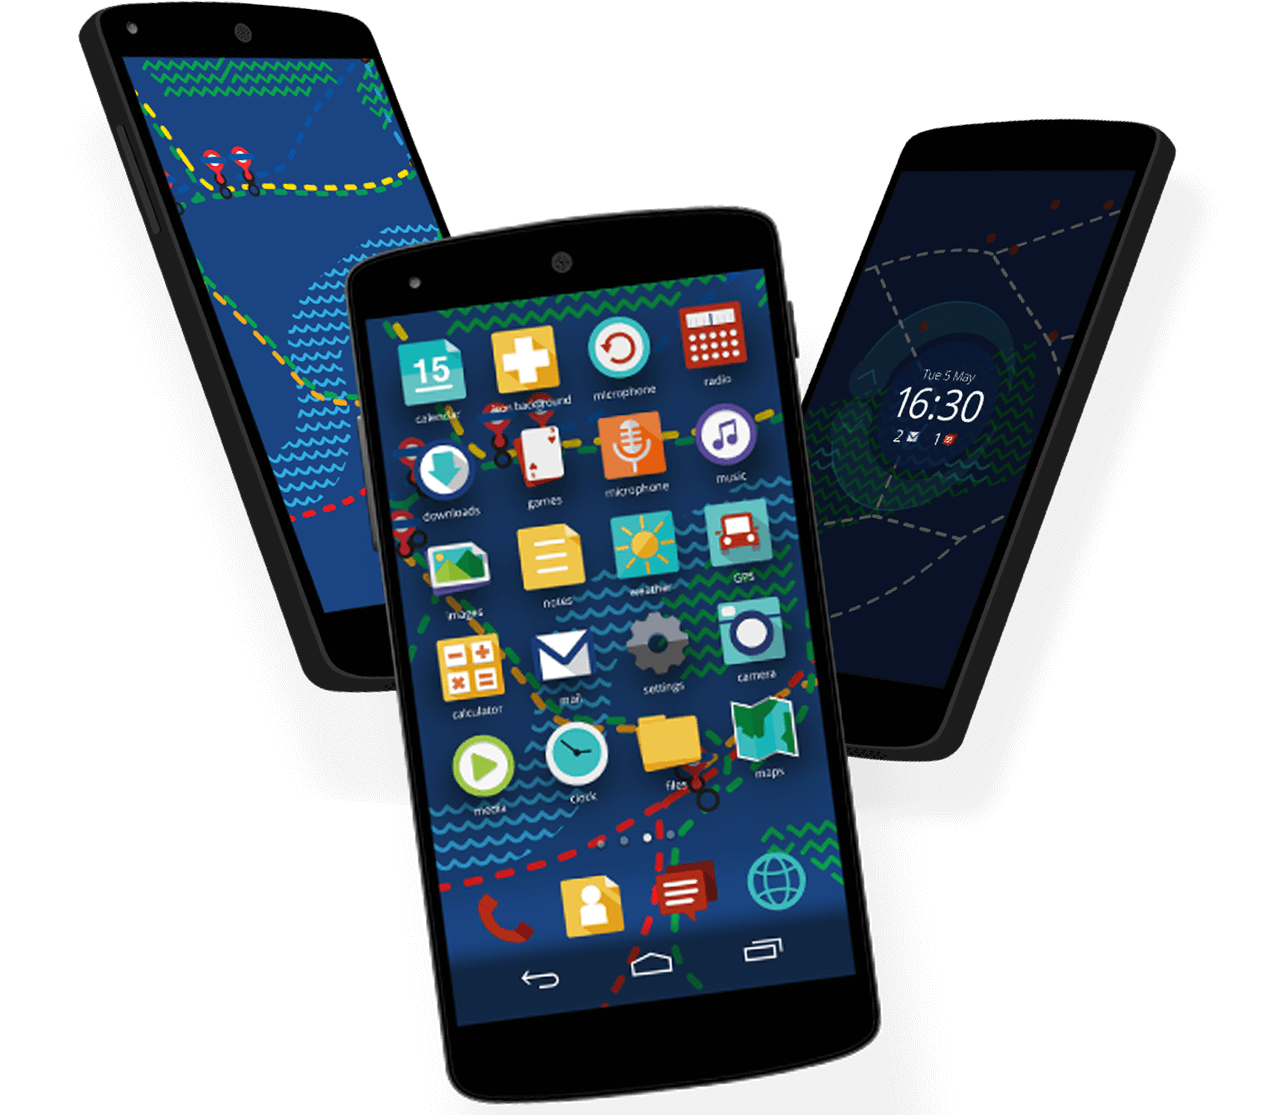 15
calendar
icon background
microphone
radio
downloads
games
microphone
music
images
notes
weather
GPS
calculator
mail
settings
camera
media
clock
files
maps
Tue 5 May
16:30
2 1